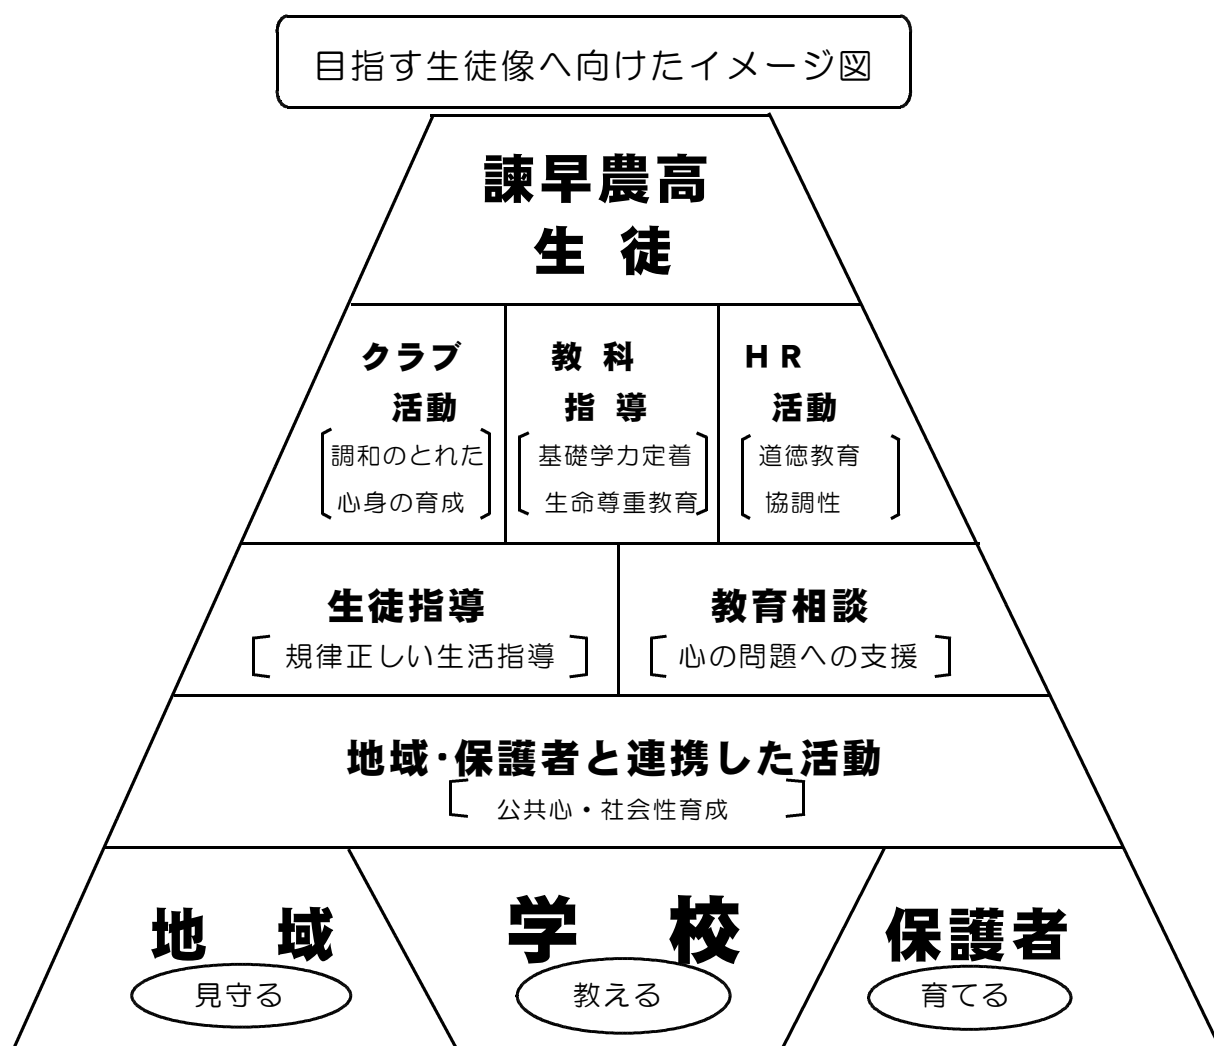 目指す生徒像へ向けたイメージ図
諫早農高
生 徒
クラブ
活動
調和のとれた
心身の育成
教 科
指 導
基礎学力定着
生命尊重教育
HR
活動
道徳教育
協調性
生徒指導
規律正しい生活指導
教育相談
心の問題への支援
地域・保護者と連携した活動
公共心・社会性育成
地 域
見守る
学 校
教える
保護者
育てる